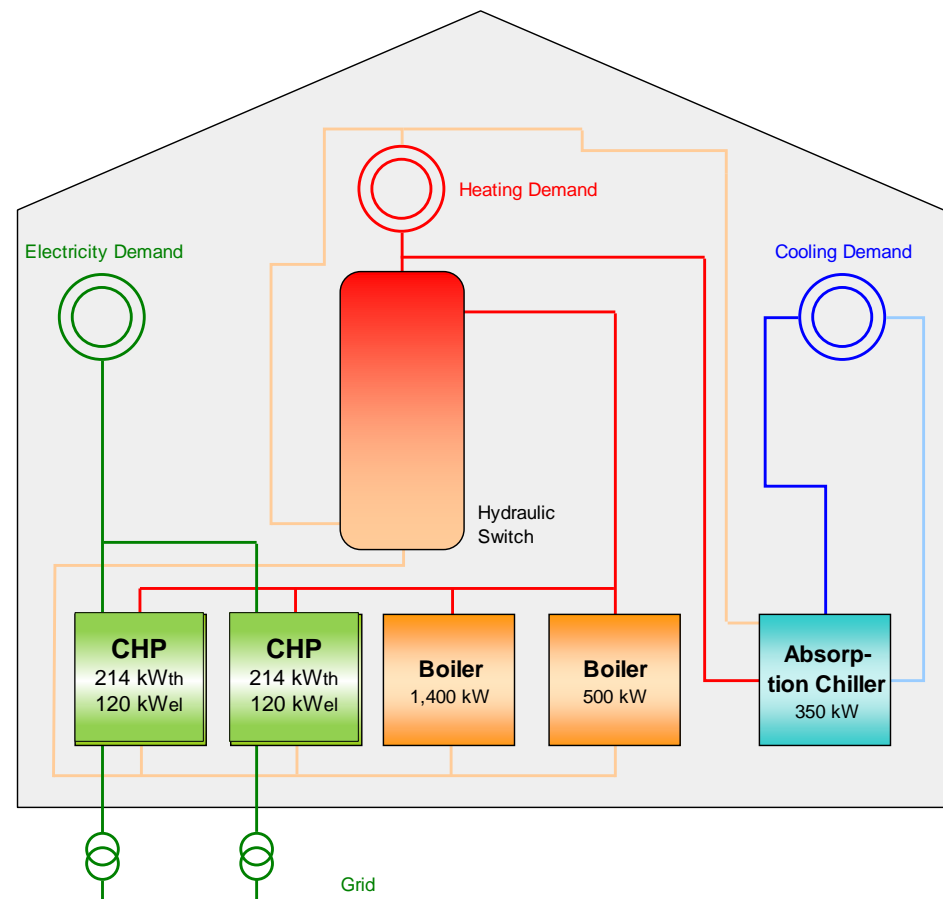 Heating Demand
Electricity Demand
Cooling Demand
Hydraulic
Switch
CHP
214 kWth
120 kWel
CHP
214 kWth
120 kWel
Boiler
1,400 kW
Boiler
500 kW
Absorp-
tion Chiller
350 kW
Grid